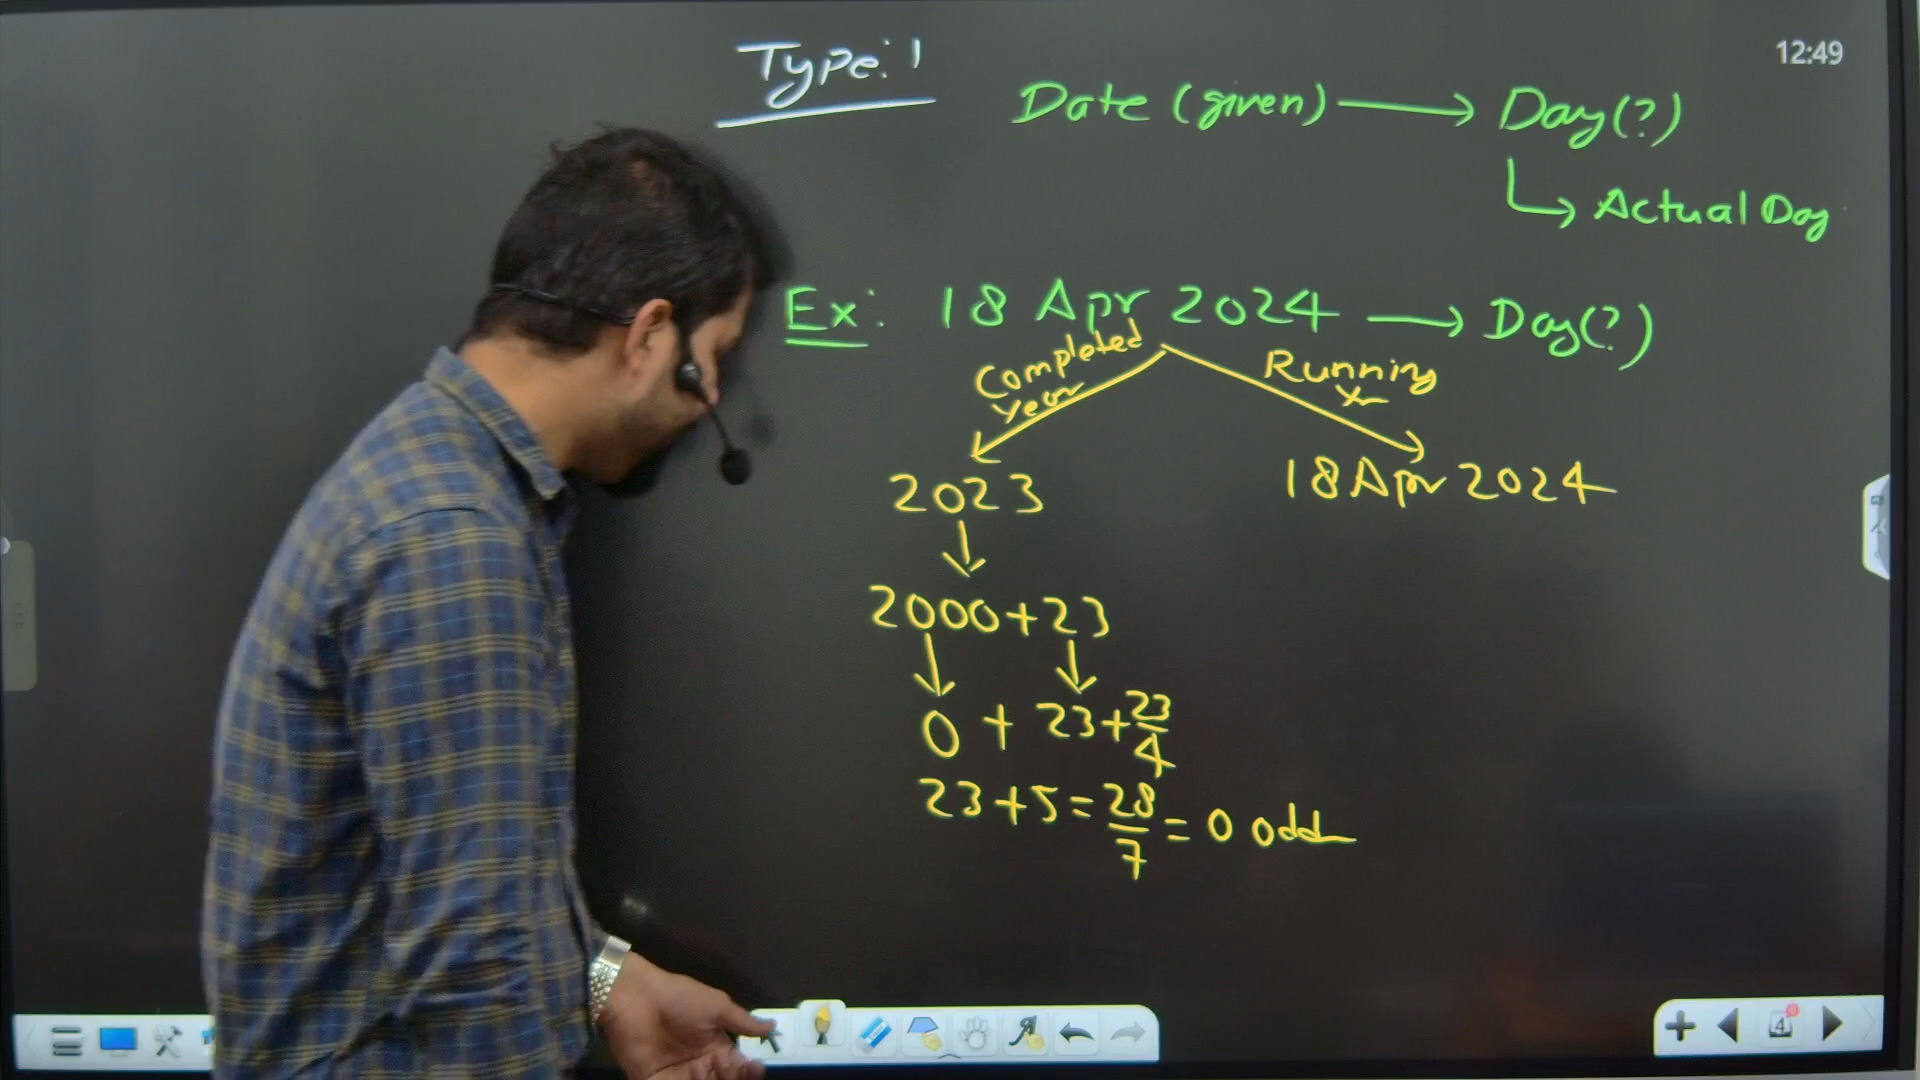 Type: 1
12:49
Date (given) → Day(?)
↳ Actual Day
Ex: 18 Apr 2024 → Day(?)
Completed year
Running Yr
2023
18 Apr 2024
2000+23
0 + 23+23/4
23+5=28/7 = 0 odd
4